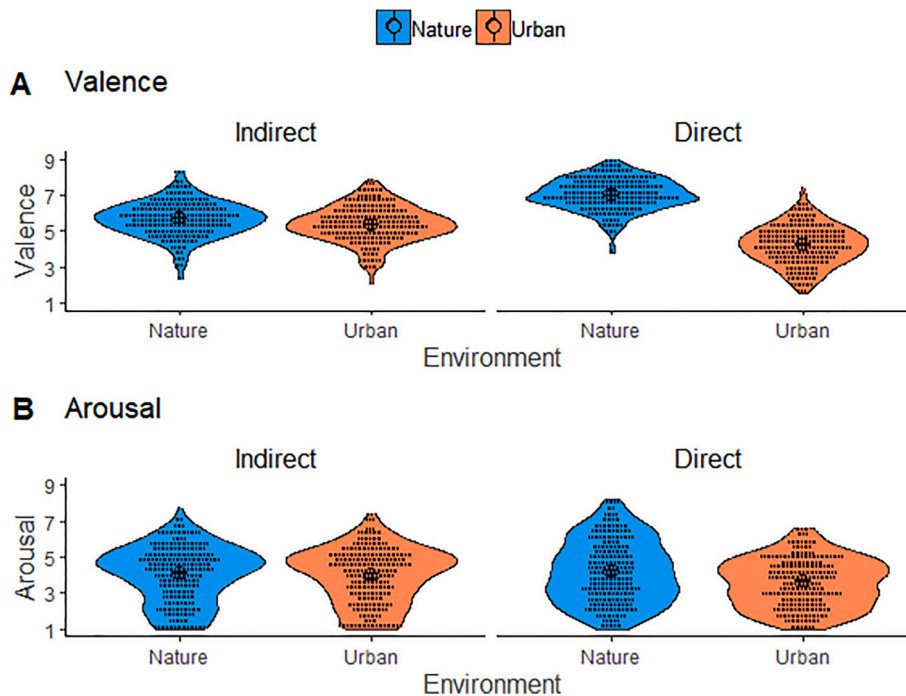 Nature Urban
A Valence
Indirect Direct
Valence
9
7
5
3
1
Nature Urban Nature Urban
Environment
B Arousal
Indirect Direct
Arousal
9
7
5
3
1
Nature Urban Nature Urban
Environment